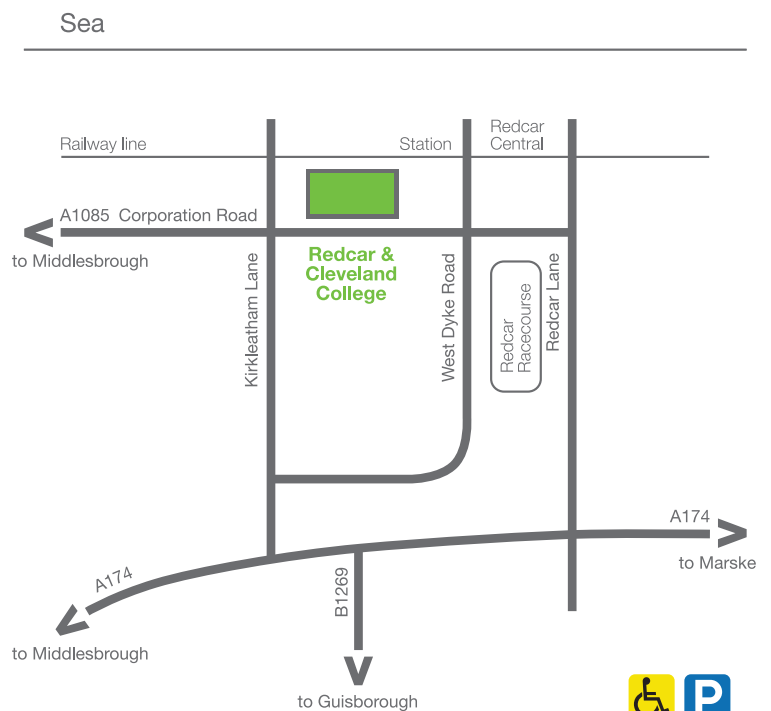 Sea
Redcar
Central
Railway line
Station
A1085 Corporation Road
to Middlesbrough
Redcar &
Cleveland
College
Kirkleatham Lane
West Dyke Road
Redcar
Racecourse
Redcar Lane
A174
to Marske
A174
B1269
to Middlesbrough
to Guisborough
P